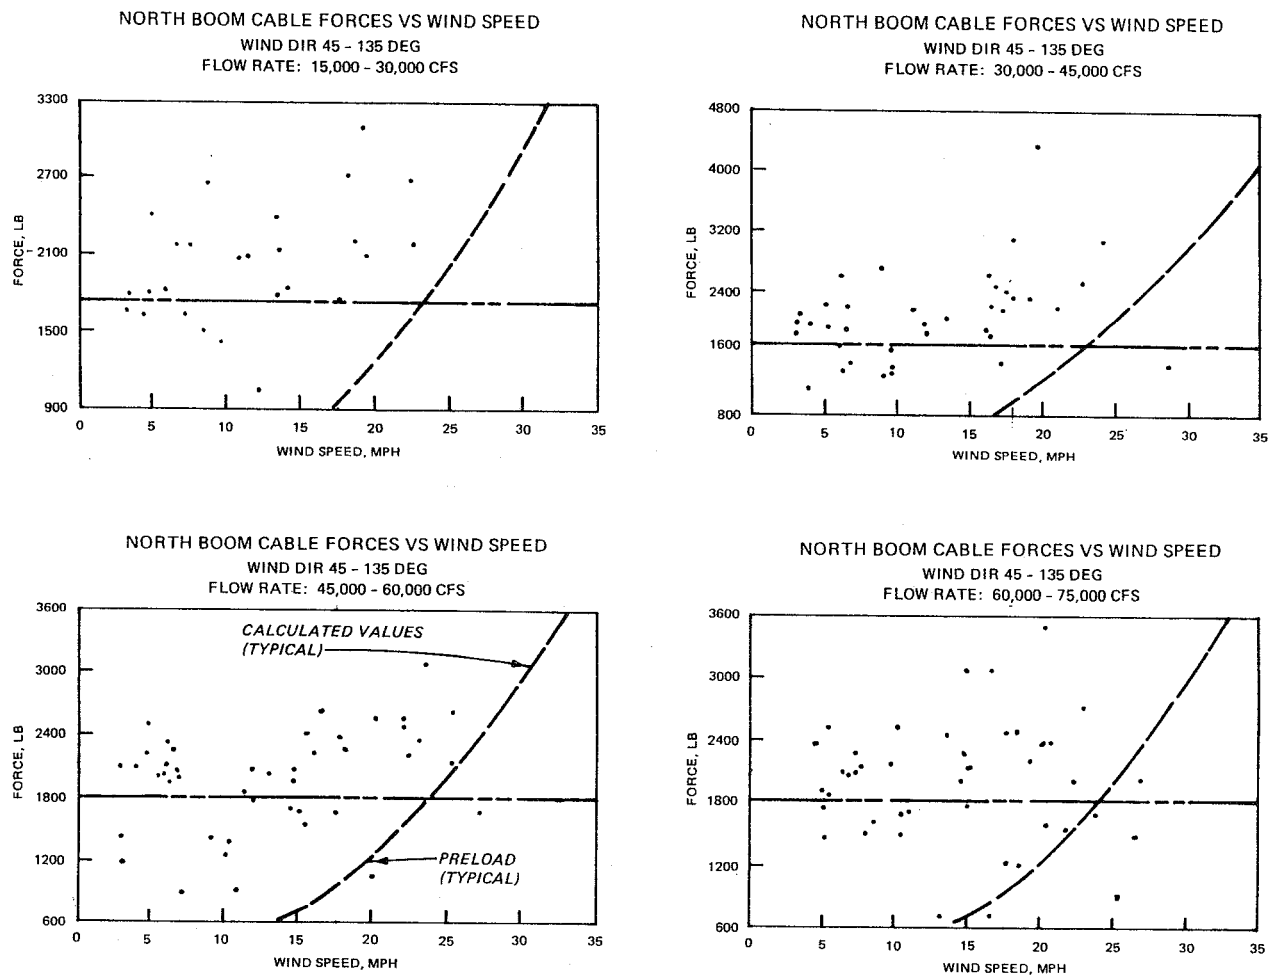 NORTH BOOM CABLE FORCES VS WIND SPEED
WIND DIR 45 - 135 DEG
FLOW RATE: 15,000 - 30,000 CFS
3300
2700
2100
1500
900
FORCE, LB
0 5 10 15 20 25 30 35
WIND SPEED, MPH
NORTH BOOM CABLE FORCES VS WIND SPEED
WIND DIR 45 - 135 DEG
FLOW RATE: 30,000 - 45,000 CFS
4800
4000
3200
2400
1600
800
FORCE, LB
0 5 10 15 20 25 30 35
WIND SPEED, MPH
NORTH BOOM CABLE FORCES VS WIND SPEED
WIND DIR 45 - 135 DEG
FLOW RATE: 45,000 - 60,000 CFS
3600
3000
2400
1800
1200
600
FORCE, LB
CALCULATED VALUES
(TYPICAL)
PRELOAD
(TYPICAL)
0 5 10 15 20 25 30 35
WIND SPEED, MPH
NORTH BOOM CABLE FORCES VS WIND SPEED
WIND DIR 45 - 135 DEG
FLOW RATE: 60,000 - 75,000 CFS
3600
3000
2400
1800
1200
600
FORCE, LB
0 5 10 15 20 25 30 35
WIND SPEED, MPH